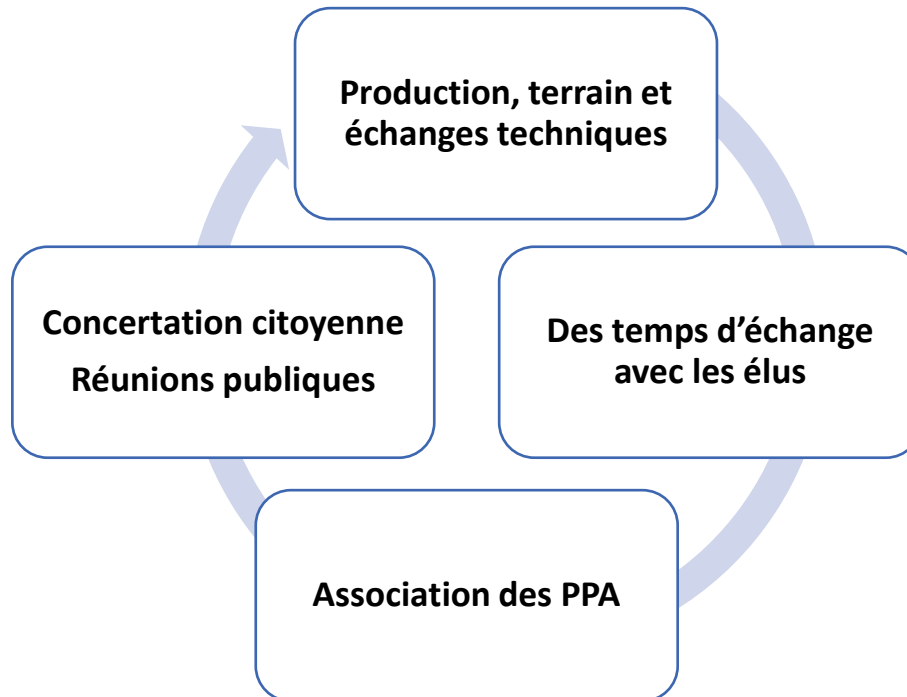 Production, terrain et
échanges techniques
Des temps d’échange
avec les élus
Association des PPA
Concertation citoyenne
Réunions publiques